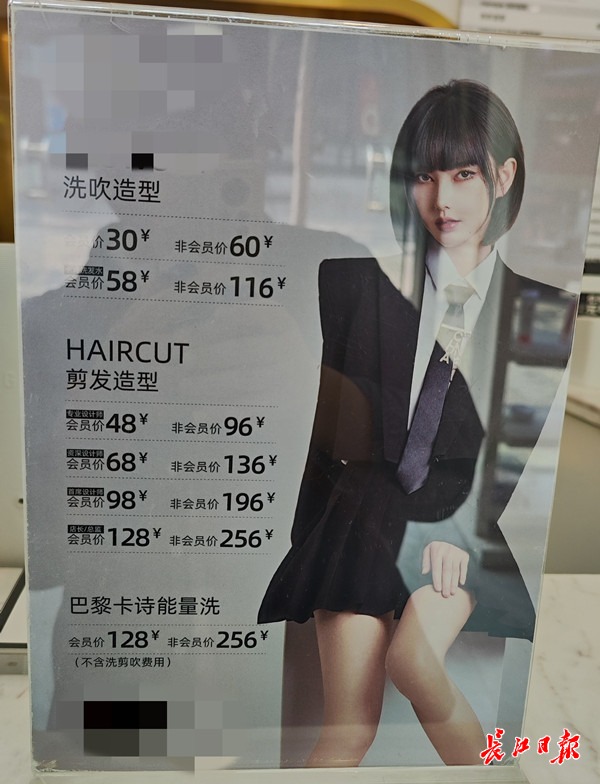 洗吹造型
价30¥ 非会员价60¥
洗发水
会员价58¥ 非会员价116¥
HAIRCUT
剪发造型
专业设计师
会员价48¥ 非会员价96¥
资深设计师
会员价68¥ 非会员价136¥
首席设计师
会员价98¥ 非会员价196¥
店长/总监
会员价128¥ 非会员价256¥
巴黎卡诗能量洗
会员价128¥ 非会员价256¥
（不含洗剪吹费用）
长江日报